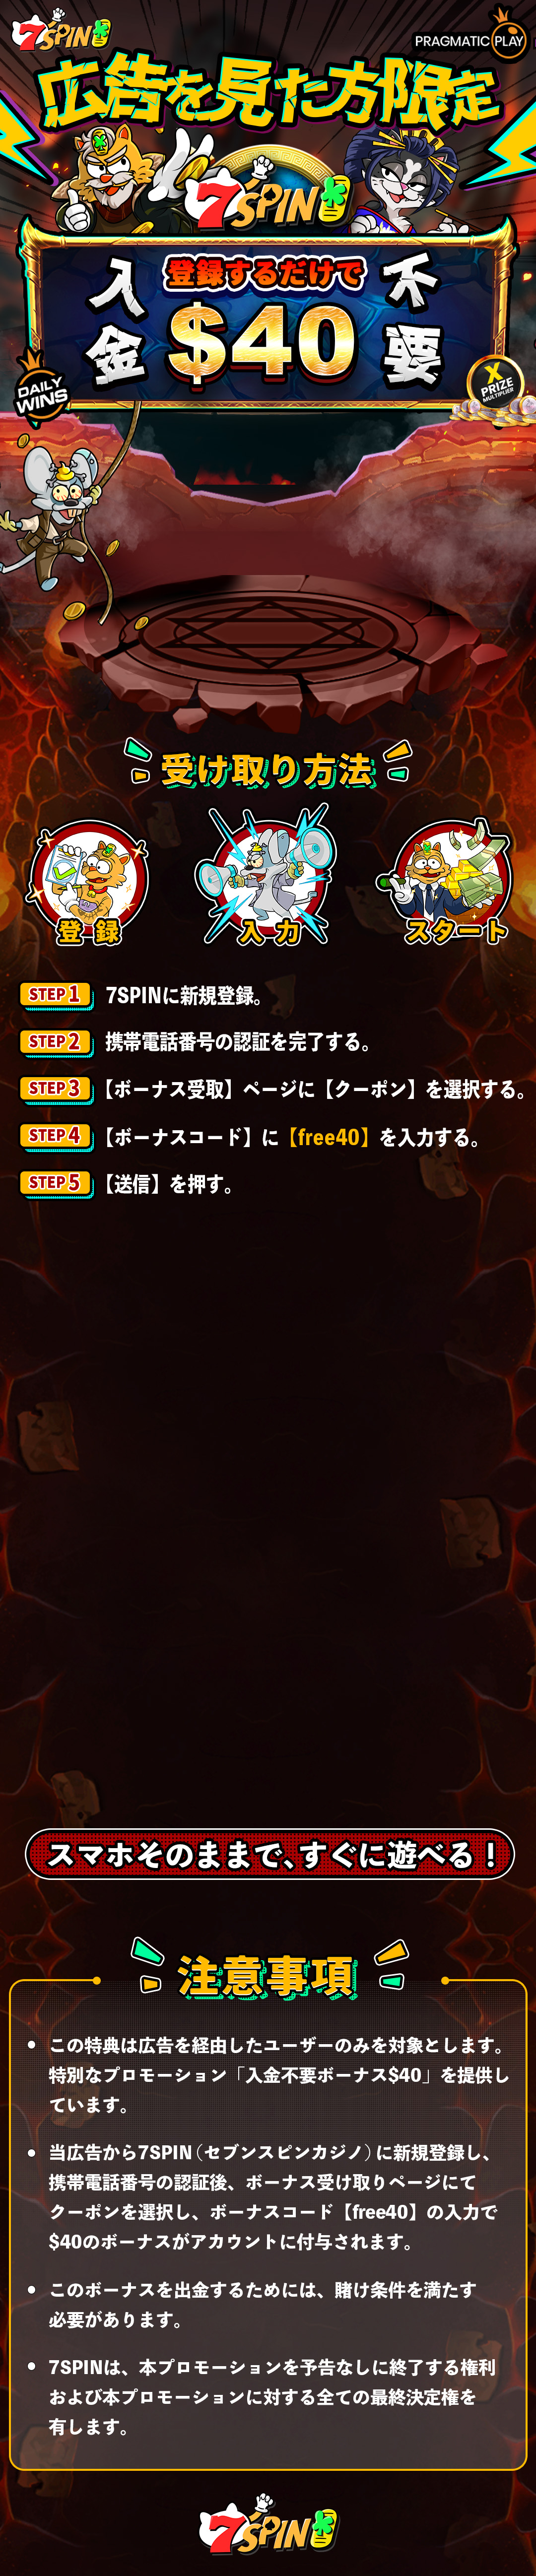 7SPIN
PRAGMATIC PLAY
広告を見た方限定
7SPIN
登録するだけで
入金
$40
不要
DAILY
WINS
X
PRIZE
MULTIPLIER
受け取り方法
登録
入力
スタート
STEP 1 7SPINに新規登録。
STEP 2 携帯電話番号の認証を完了する。
STEP 3 【ボーナス受取】ページに【クーポン】を選択する。
STEP 4 【ボーナスコード】に【free40】を入力する。
STEP 5 【送信】を押す。
スマホそのままで、すぐに遊べる！
注意事項
• この特典は広告を経由したユーザーのみを対象とします。
特別なプロモーション「入金不要ボーナス$40」を提供し
ています。
• 当広告から7SPIN（セブンスピンカジノ）に新規登録し、
携帯電話番号の認証後、ボーナス受け取りページにて
クーポンを選択し、ボーナスコード【free40】の入力で
$40のボーナスがアカウントに付与されます。
• このボーナスを出金するためには、賭け条件を満たす
必要があります。
• 7SPINは、本プロモーションを予告なしに終了する権利
および本プロモーションに対する全ての最終決定権を
有します。
7SPIN